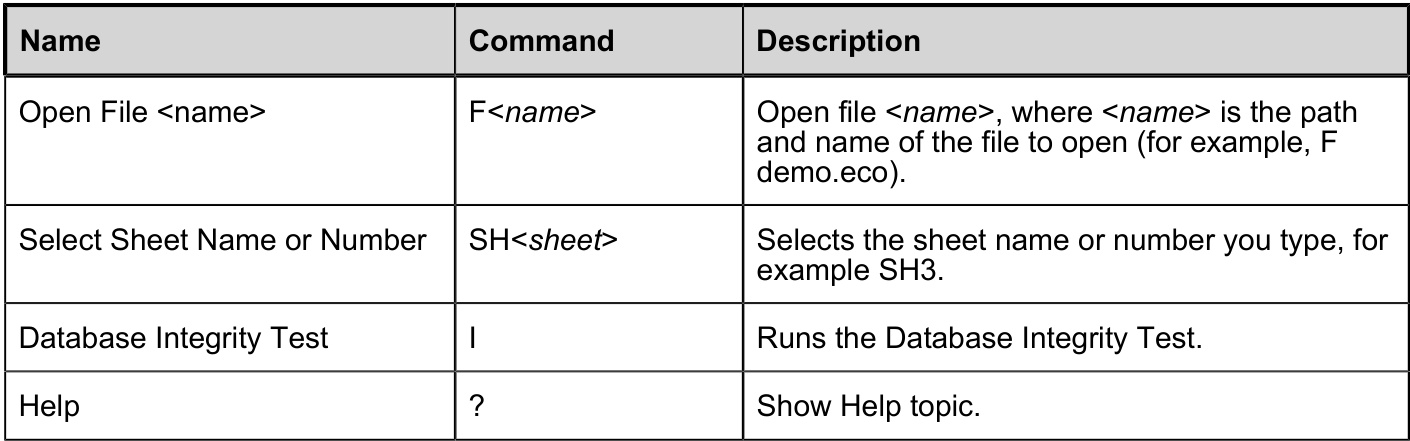 Name Command Description
Open File <name> F<name> Open file <name>, where <name> is the path
and name of the file to open (for example, F
demo.eco).
Select Sheet Name or Number SH<sheet> Selects the sheet name or number you type, for
example SH3.
Database Integrity Test I Runs the Database Integrity Test.
Help ? Show Help topic.